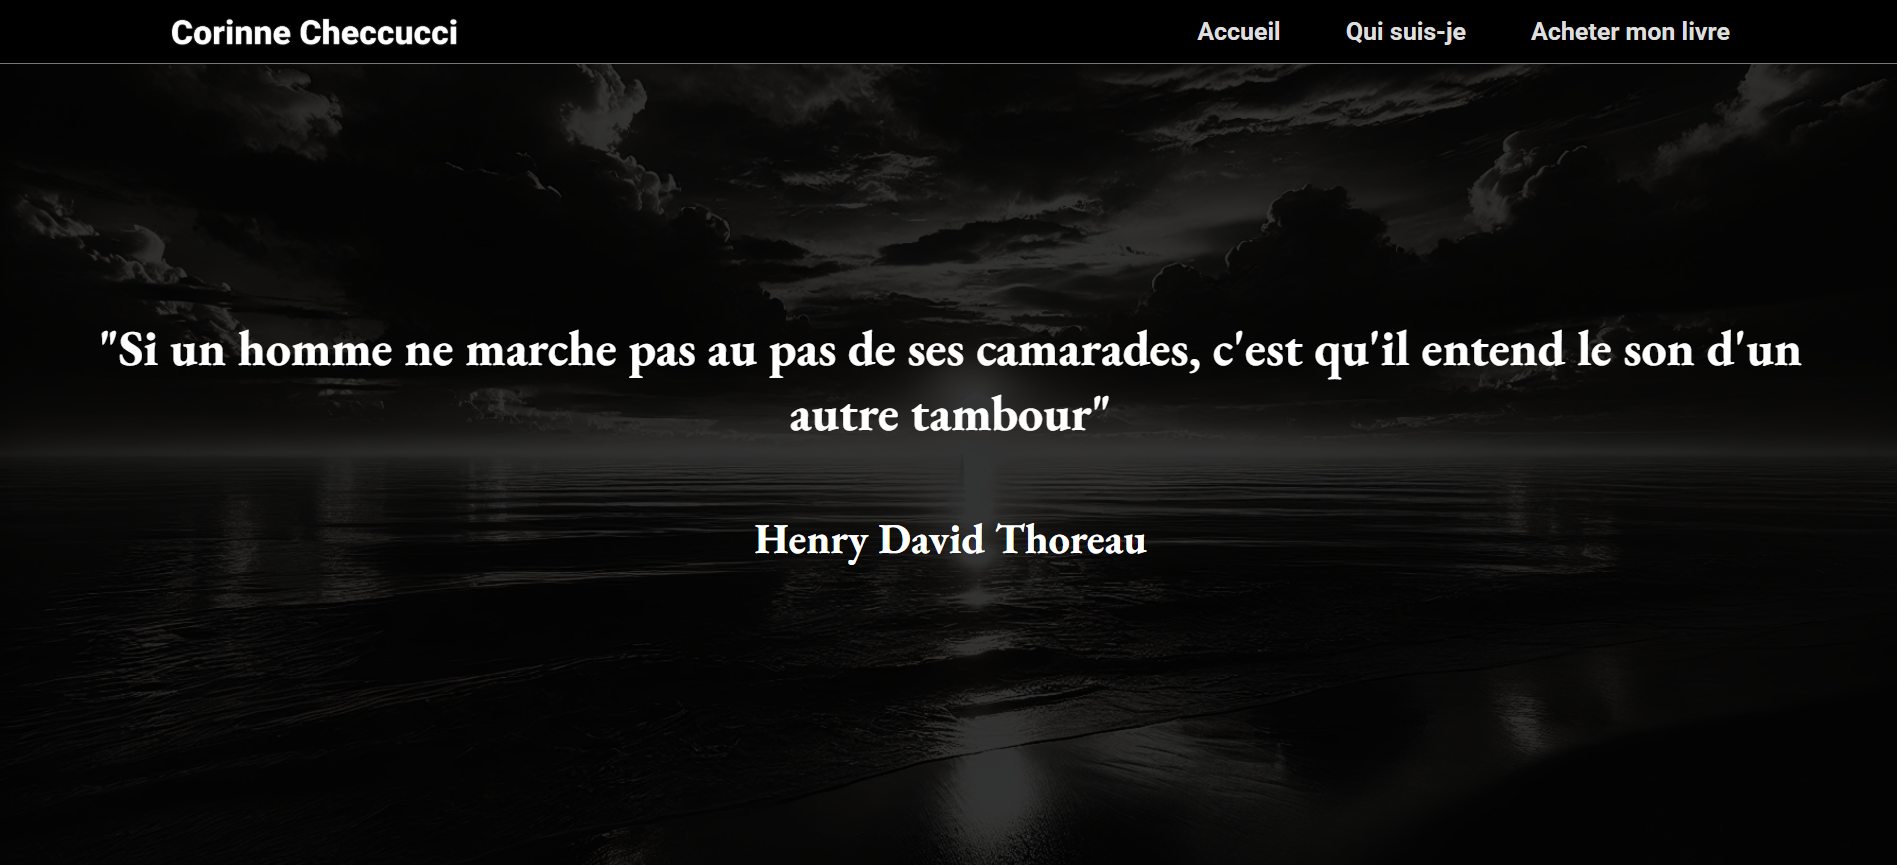 Corinne Checcucci
Accueil
Qui suis-je
Acheter mon livre
"Si un homme ne marche pas au pas de ses camarades, c'est qu'il entend le son d'un
autre tambour"
Henry David Thoreau